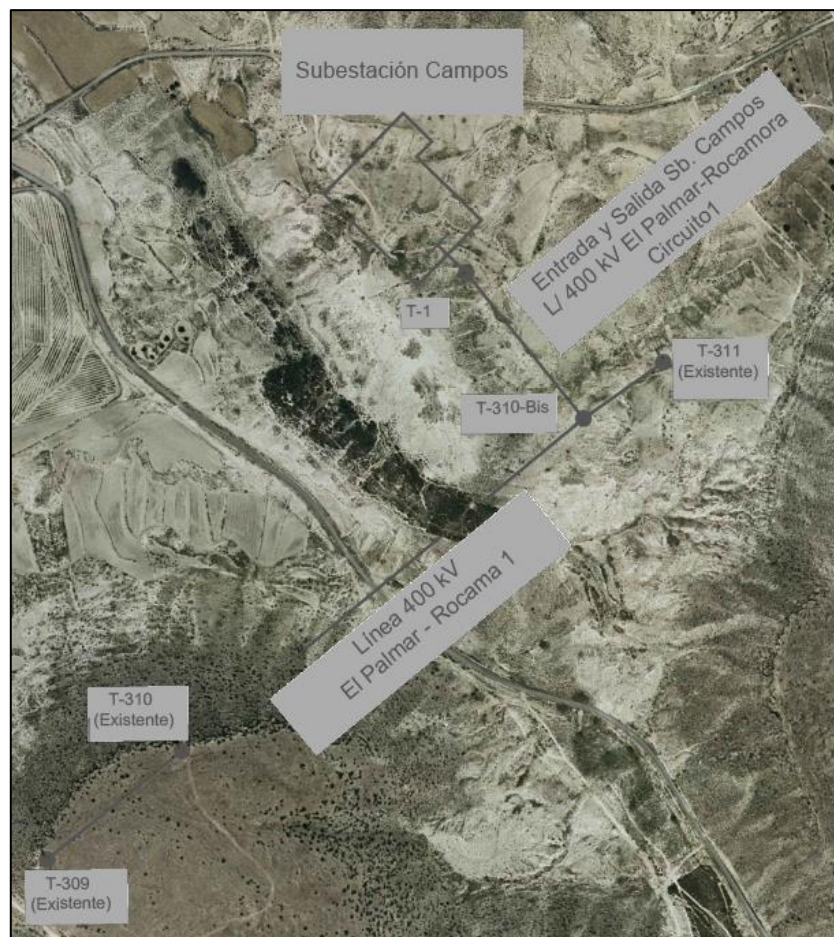 Subestación Campos
Entrada y Salida Sb. Campos
L/ 400 kV El Palmar-Rocamora
Circuito1
T-1
T-311
(Existente)
T-310-Bis
Línea 400 kV
El Palmar - Rocama 1
T-310
(Existente)
T-309
(Existente)